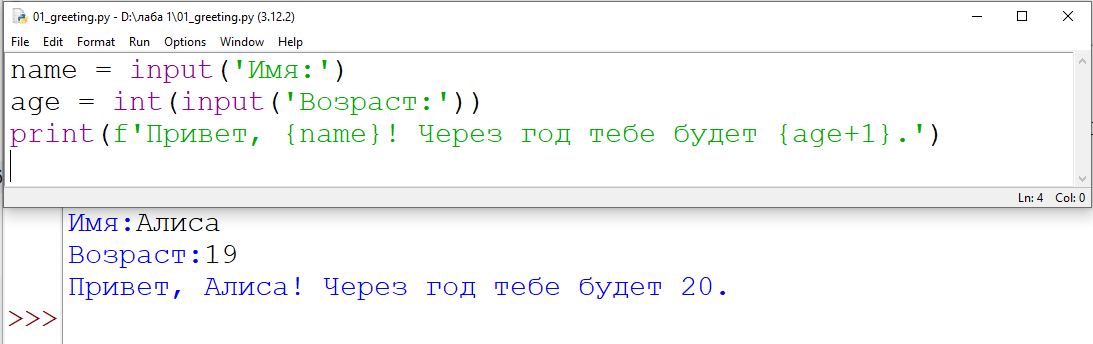 01_greeting.py - D:\лаба 1\01_greeting.py (3.12.2)
File Edit Format Run Options Window Help
name = input('Имя:')
age = int(input('Возраст:'))
print(f'Привет, {name}! Через год тебе будет {age+1}.')
Ln: 4 Col: 0
Имя:Алиса
Возраст:19
Привет, Алиса! Через год тебе будет 20.
>>>